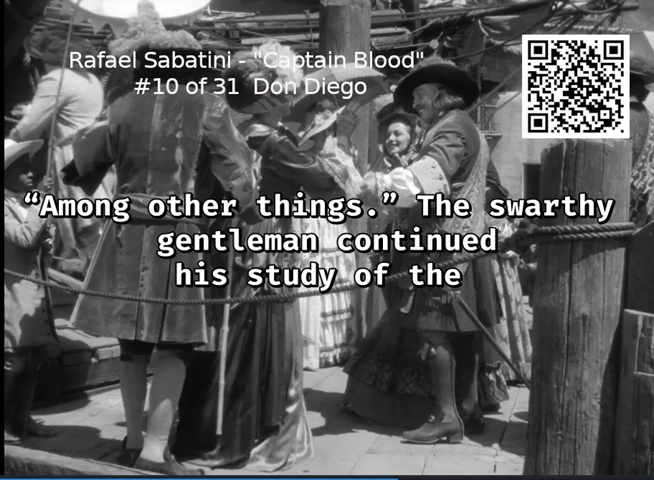 Rafael Sabatini - "Captain Blood"
#10 of 31  Don Diego
“Among other things.” The swarthy
gentleman continued
his study of the